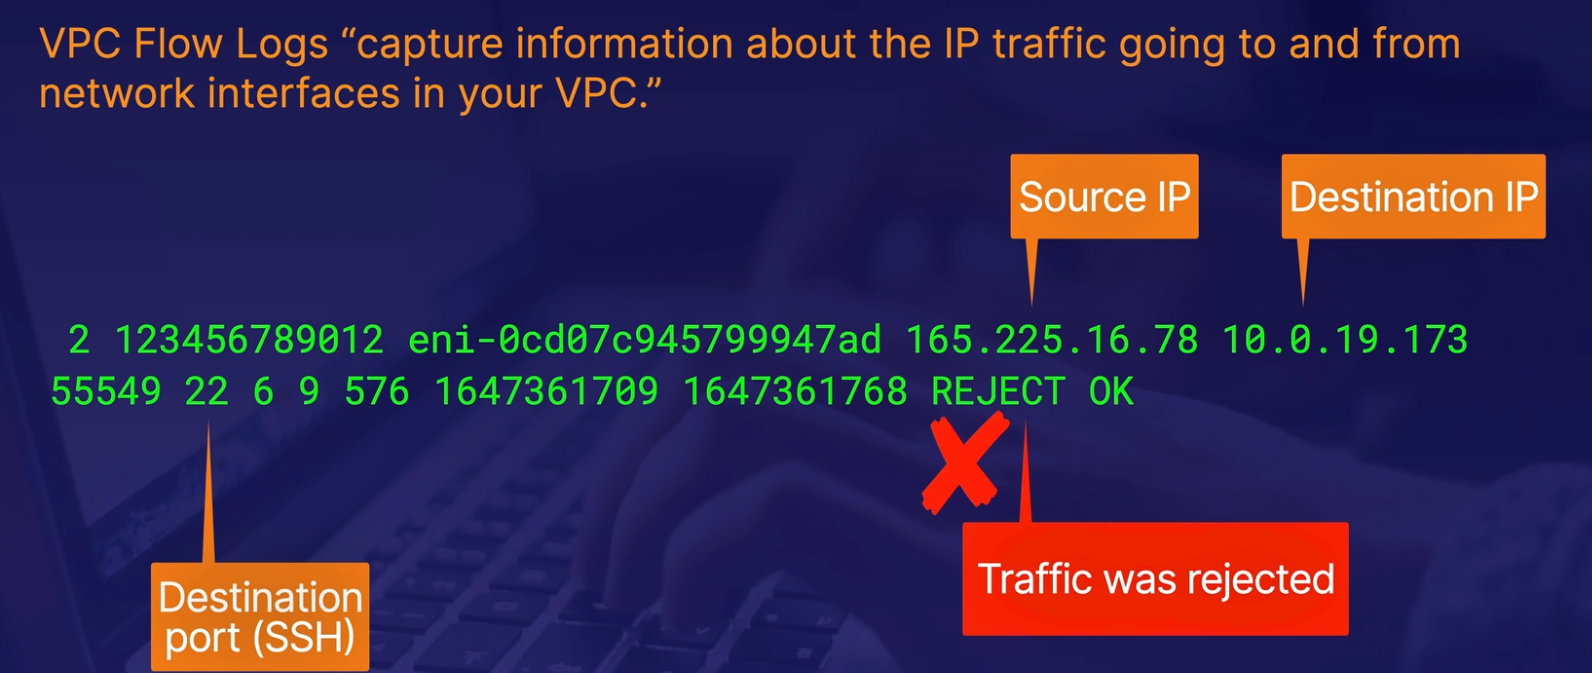 VPC Flow Logs “capture information about the IP traffic going to and from
network interfaces in your VPC.”
Source IP
Destination IP
2 123456789012 eni-0cd07c945799947ad 165.225.16.78 10.0.19.173
55549 22 6 9 576 1647361709 1647361768 REJECT OK
Destination
port (SSH)
Traffic was rejected